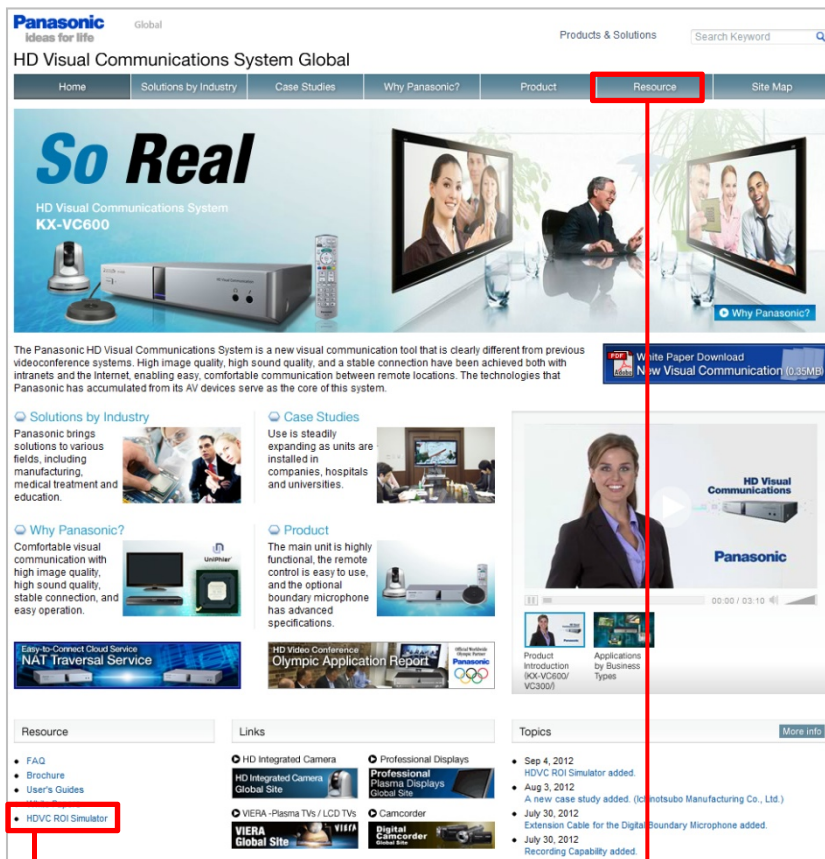 Panasonic
ideas for life
Global
Products & Solutions
Search Keyword
HD Visual Communications System Global
Home
Solutions by Industry
Case Studies
Why Panasonic?
Product
Resource
Site Map
So Real
HD Visual Communications System
KX-VC600
Why Panasonic?
The Panasonic HD Visual Communications System is a new visual communication tool that is clearly different from previous
videoconference systems. High image quality, high sound quality, and a stable connection have been achieved both with
intranets and the Internet, enabling easy, comfortable communication between remote locations. The technologies that
Panasonic has accumulated from its AV devices serve as the core of this system.
PDF
Adobe
White Paper Download
New Visual Communication (0.35MB)
Solutions by Industry
Panasonic brings
solutions to various
fields, including
manufacturing,
medical treatment and
education.
Case Studies
Use is steadily
expanding as units are
installed in
companies, hospitals
and universities.
Why Panasonic?
Comfortable visual
communication with
high image quality,
high sound quality,
stable connection, and
easy operation.
UniPhier
Product
The main unit is highly
functional, the remote
control is easy to use,
and the optional
boundary microphone
has advanced
specifications.
HD Visual
Communications
Panasonic
00:00 / 03:10
Product
Introduction
(KX-VC600/
VC300/)
Applications
by Business
Types
Easy-to-Connect Cloud Service
NAT Traversal Service
HD Video Conference
Olympic Application Report
Official Worldwide
Olympic Partner
Panasonic
Resource
FAQ
Brochure
User's Guides
HDVC ROI Simulator
Links
HD Integrated Camera
HD Integrated Camera
Global Site
Professional Displays
Professional
Plasma Displays
Global Site
VIERA -Plasma TVs / LCD TVs
VIERA
Global Site
VIERA
Camcorder
Digital
Camcorder
Global Site
Topics
More info
Sep 4, 2012
HDVC ROI Simulator added.
Aug 3, 2012
A new case study added. (Ichinotsubo Manufacturing Co., Ltd.)
July 30, 2012
Extension Cable for the Digital Boundary Microphone added.
July 30, 2012
Recording Capability added.